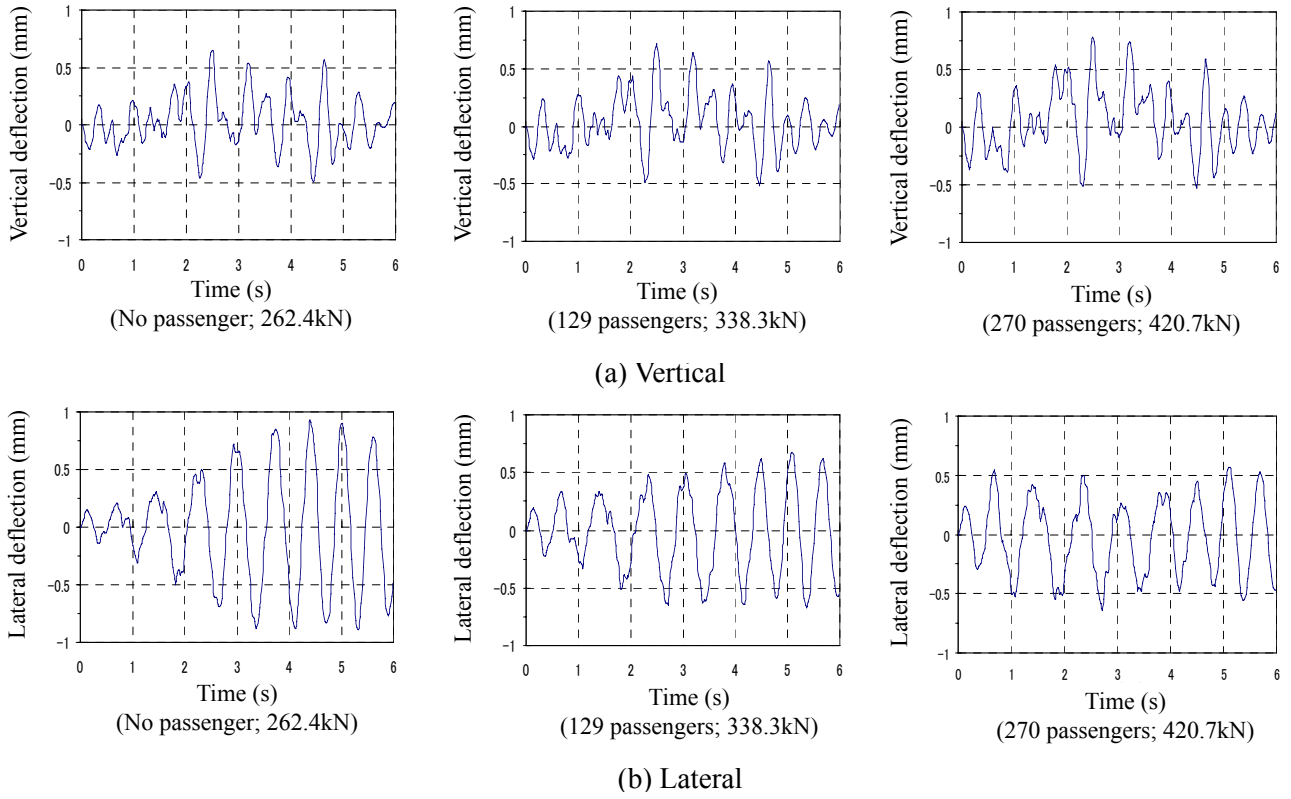 Vertical deflection (mm)
1
0.5
0
-0.5
-1
0 1 2 3 4 5 6
Time (s)
(No passenger; 262.4kN)
Vertical deflection (mm)
1
0.5
0
-0.5
-1
0 1 2 3 4 5 6
Time (s)
(129 passengers; 338.3kN)
Vertical deflection (mm)
1
0.5
0
-0.5
-1
0 1 2 3 4 5 6
Time (s)
(270 passengers; 420.7kN)
(a) Vertical
Lateral deflection (mm)
1
0.5
0
-0.5
-1
0 1 2 3 4 5 6
Time (s)
(No passenger; 262.4kN)
Lateral deflection (mm)
1
0.5
0
-0.5
-1
0 1 2 3 4 5 6
Time (s)
(129 passengers; 338.3kN)
Lateral deflection (mm)
1
0.5
0
-0.5
-1
0 1 2 3 4 5 6
Time (s)
(270 passengers; 420.7kN)
(b) Lateral